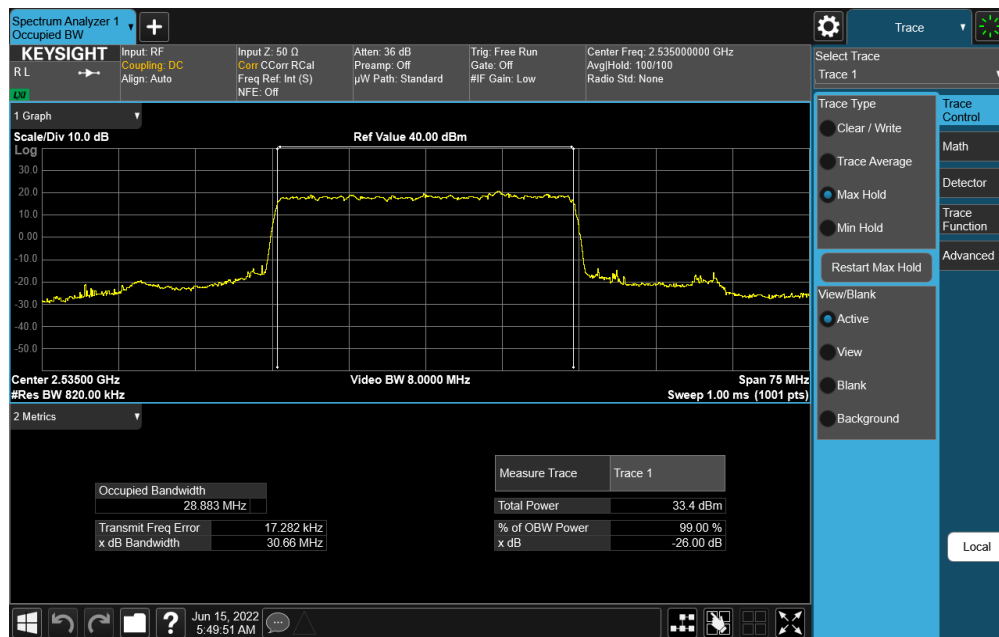 Spectrum Analyzer 1
Occupied BW
Trace
KEYSIGHT
R L
LXI
Input: RF
Coupling: DC
Align: Auto
Input Z: 50 Ω
Corr CCorr RCal
Freq Ref: Int (S)
NFE: Off
Atten: 36 dB
Preamp: Off
µW Path: Standard
Trig: Free Run
Gate: Off
#IF Gain: Low
Center Freq: 2.535000000 GHz
Avg|Hold: 100/100
Radio Std: None
Select Trace
Trace 1
1 Graph
Scale/Div 10.0 dB
Ref Value 40.00 dBm
Log
30.0
20.0
10.0
0.00
-10.0
-20.0
-30.0
-40.0
-50.0
Center 2.53500 GHz
#Res BW 820.00 kHz
Video BW 8.0000 MHz
Span 75 MHz
Sweep 1.00 ms (1001 pts)
Trace Type
Clear / Write
Trace Average
Max Hold
Min Hold
Restart Max Hold
View/Blank
Active
View
Blank
Background
Trace
Control
Math
Detector
Trace
Function
Advanced
2 Metrics
Occupied Bandwidth
28.883 MHz
Transmit Freq Error 17.282 kHz
x dB Bandwidth 30.66 MHz
Measure Trace Trace 1
Total Power 33.4 dBm
% of OBW Power 99.00 %
x dB -26.00 dB
Local
?
Jun 15, 2022
5:49:51 AM